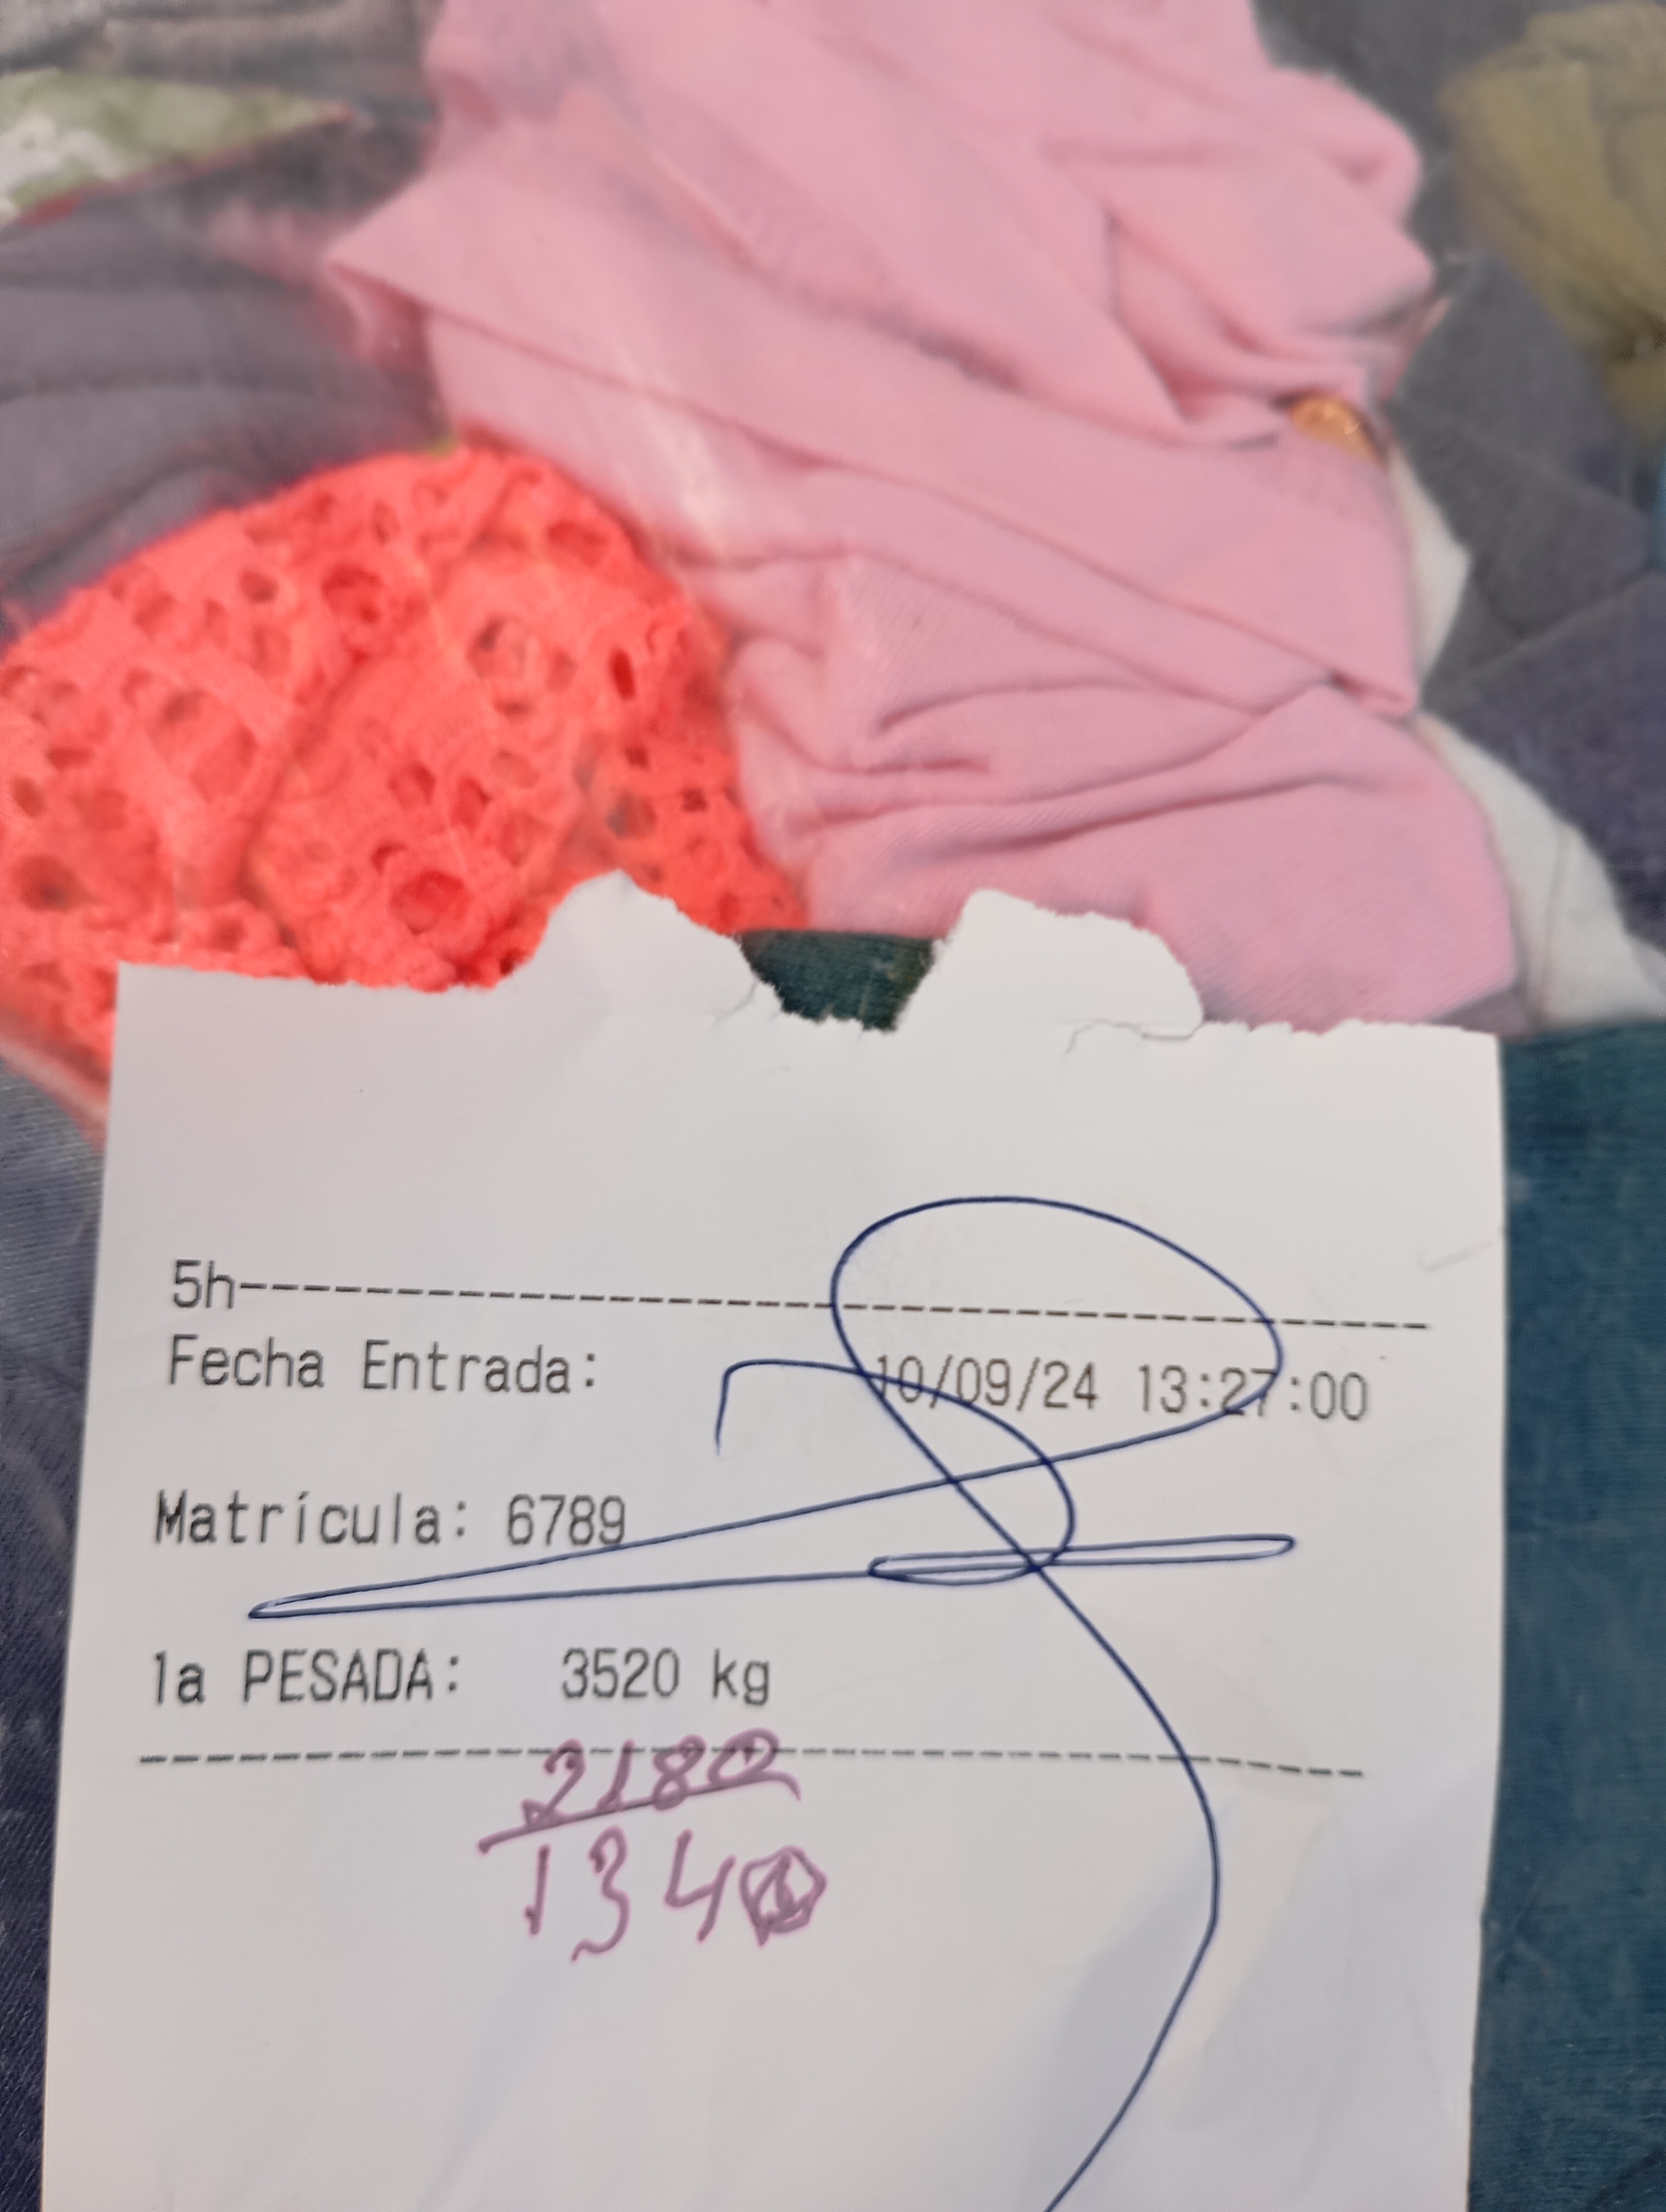 5h------------------------------------------------
Fecha Entrada: 10/09/24 13:27:00
Matrícula: 6789
1a PESADA: 3520 kg
2180
1340